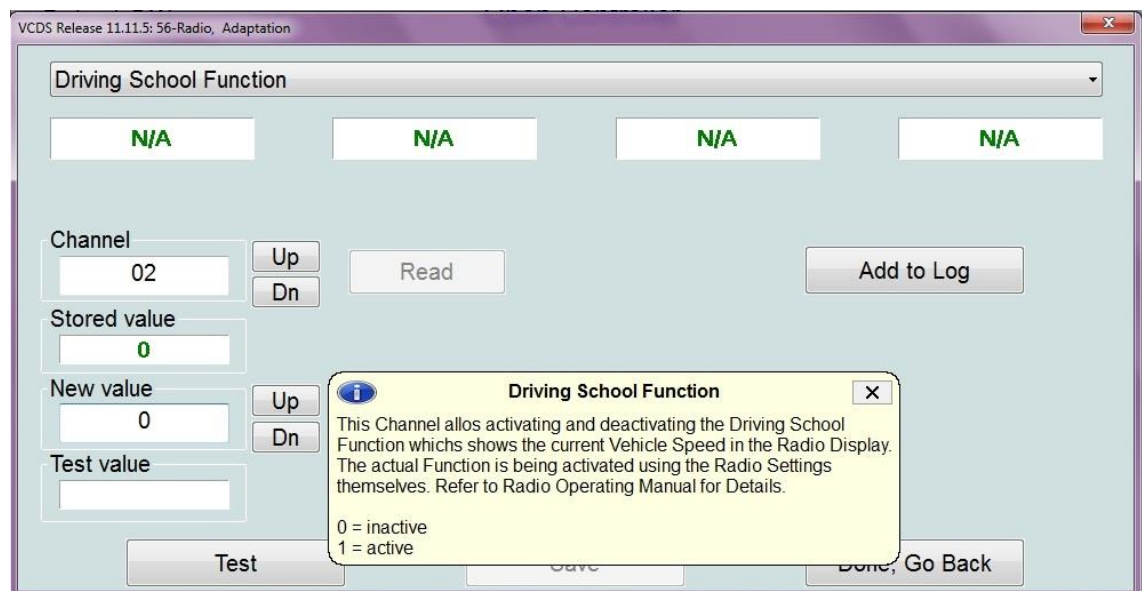 VCDS Release 11.11.5: 56-Radio, Adaptation
x
Driving School Function
N/A N/A N/A N/A
Channel
02
Up
Dn
Read
Add to Log
Stored value
0
New value
0
Up
Dn
Driving School Function X
This Channel allos activating and deactivating the Driving School
Function whichs shows the current Vehicle Speed in the Radio Display.
The actual Function is being activated using the Radio Settings
themselves. Refer to Radio Operating Manual for Details.
0 = inactive
1 = active
Test value
Test
Save
Done, Go Back